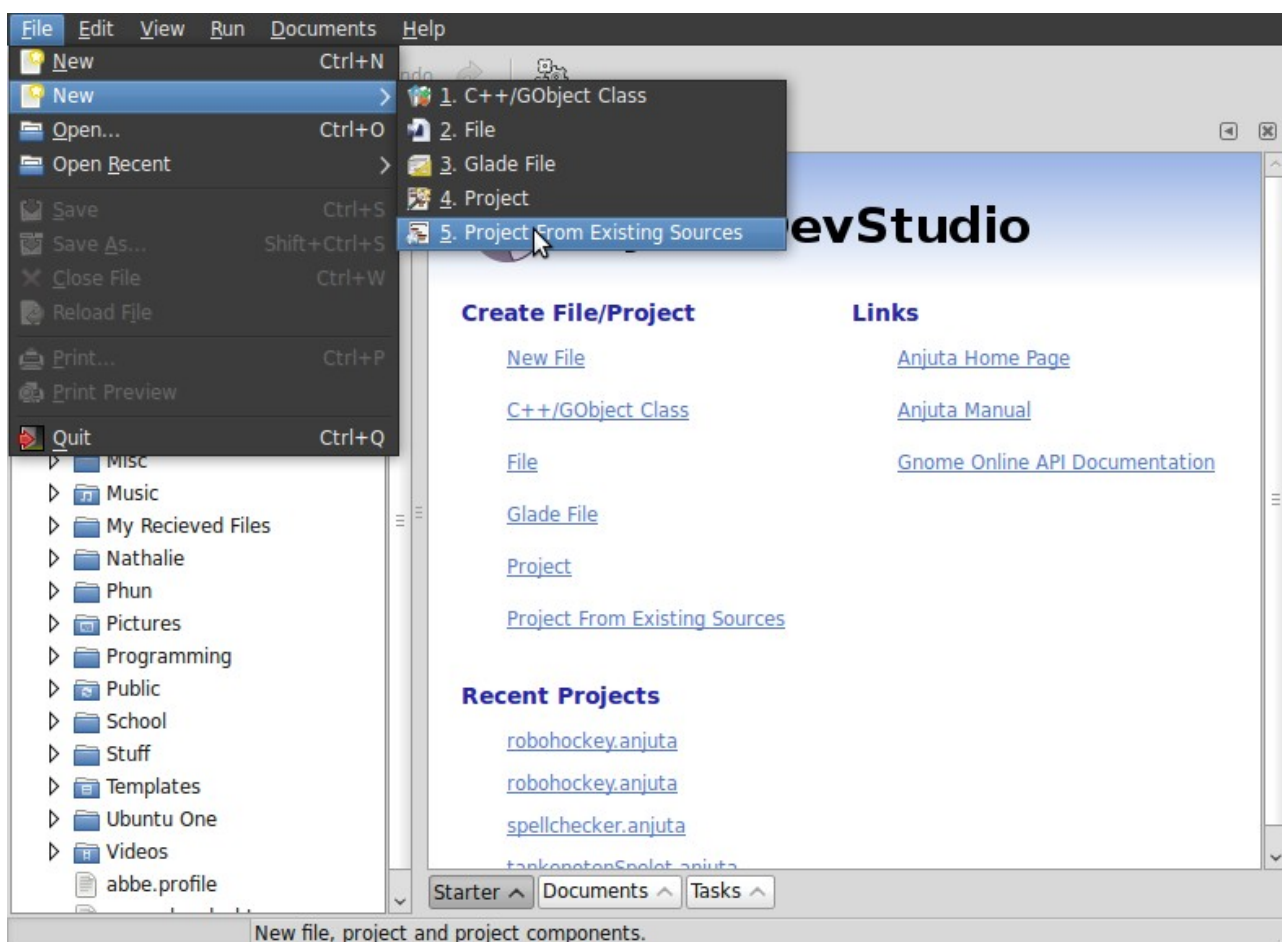 File Edit View Run Documents Help
New Ctrl+N
New
Open... Ctrl+O
Open Recent
Save Ctrl+S
Save As... Shift+Ctrl+S
Close File Ctrl+W
Reload File
Print... Ctrl+P
Print Preview
Quit Ctrl+Q
1. C++/GObject Class
2. File
3. Glade File
4. Project
5. Project From Existing Sources
Misc
Music
My Recieved Files
Nathalie
Phun
Pictures
Programming
Public
School
Stuff
Templates
Ubuntu One
Videos
abbe.profile
evStudio
Create File/Project
New File
C++/GObject Class
File
Glade File
Project
Project From Existing Sources
Links
Anjuta Home Page
Anjuta Manual
Gnome Online API Documentation
Recent Projects
robohockey.anjuta
robohockey.anjuta
spellchecker.anjuta
Starter Documents Tasks
New file, project and project components.